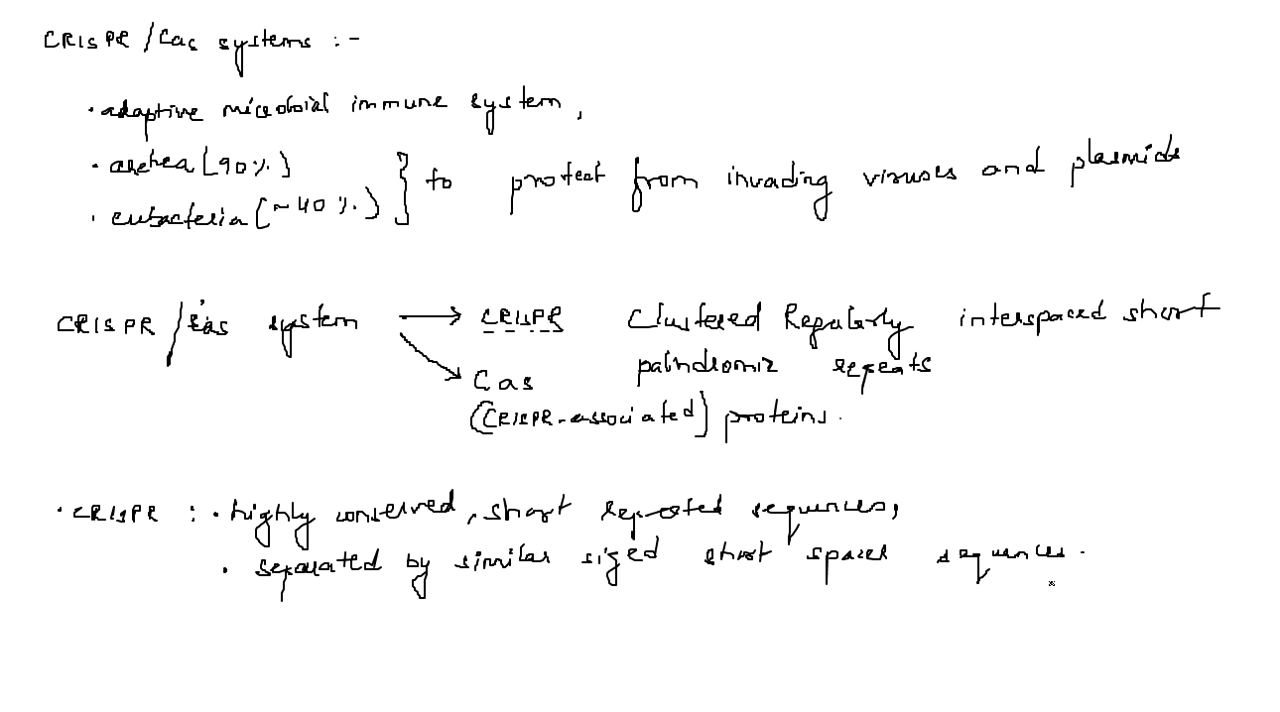 CRISPR / Cas systems :-
· adaptive microbial immune system,
· archea [90%.]
· eubacteria [~40%.] } to protect from invading viruses and plasmids
CRISPR / Cas system → CRISPR Clustered Regularly interspaced short
palindromic repeats
→ Cas
(CRISPR-associated) proteins.
· CRISPR : · highly conserved, short repeated sequences,
· separated by similar sized short spacer sequences.